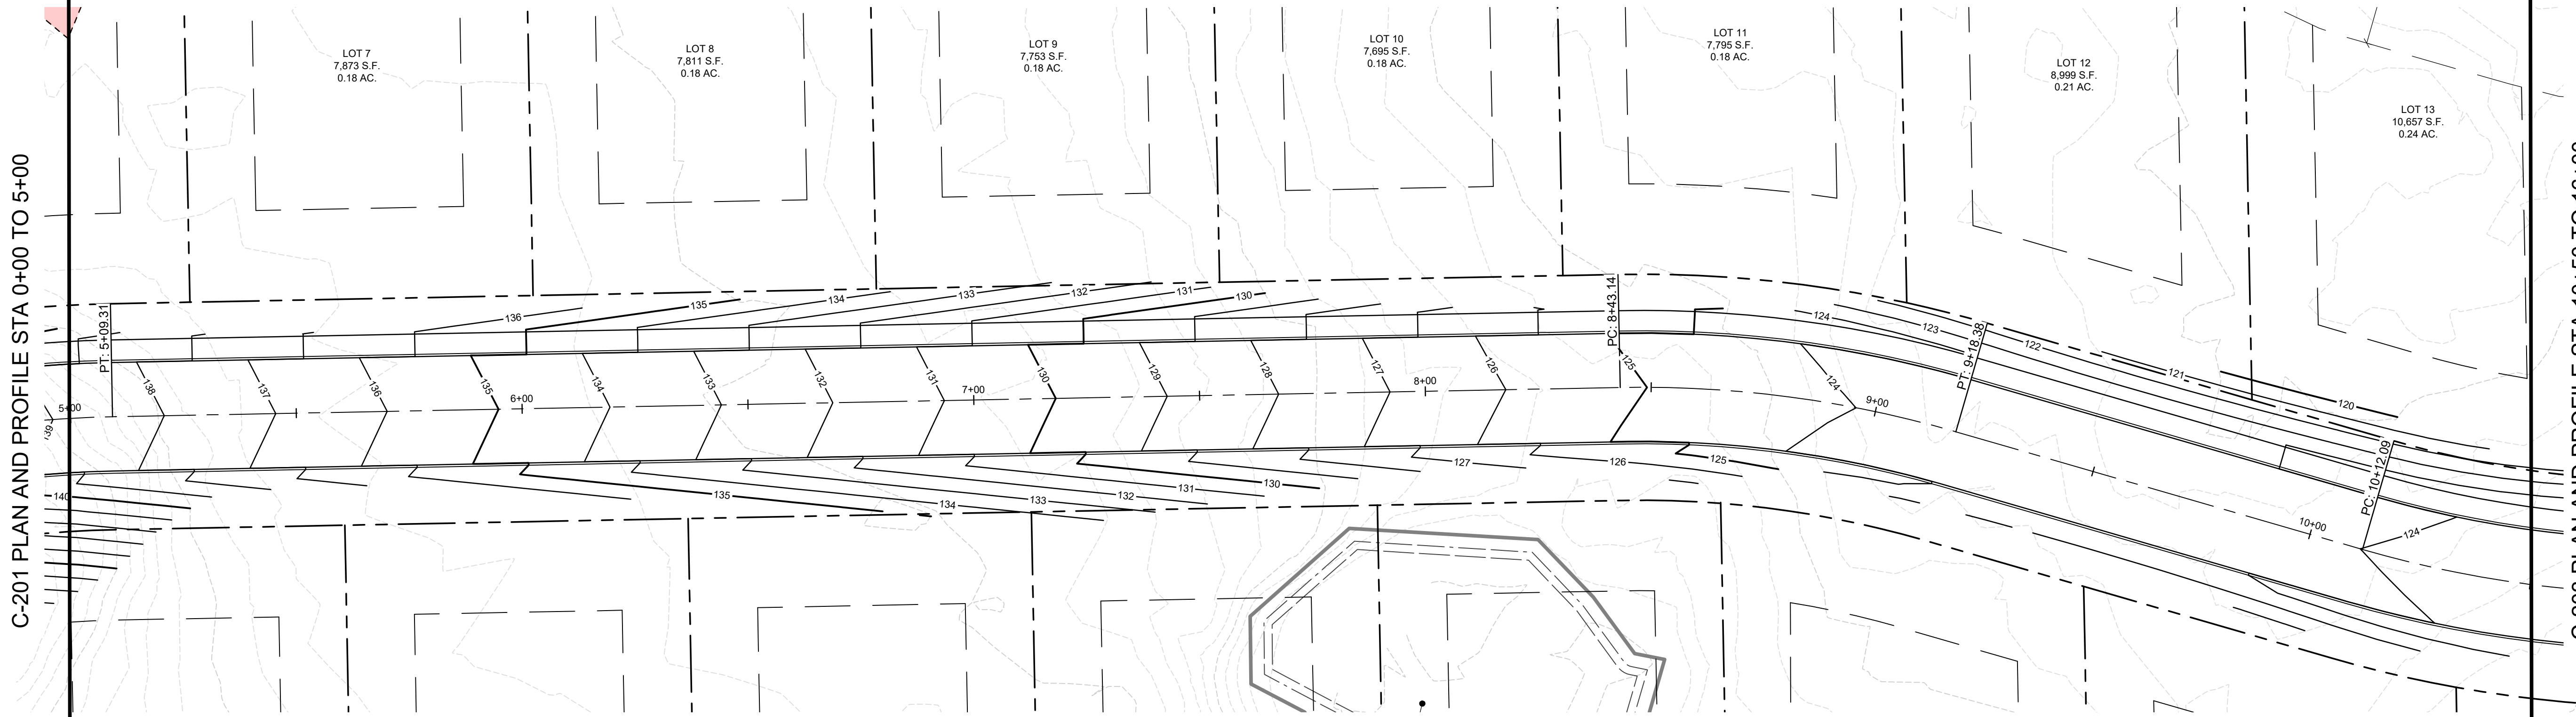 C-201 PLAN AND PROFILE STA 0+00 TO 5+00
LOT 7
7,873 S.F.
0.18 AC.
LOT 8
7,811 S.F.
0.18 AC.
LOT 9
7,753 S.F.
0.18 AC.
LOT 10
7,695 S.F.
0.18 AC.
LOT 11
7,795 S.F.
0.18 AC.
LOT 12
8,999 S.F.
0.21 AC.
LOT 13
10,657 S.F.
0.24 AC.
PT: 5+09.31
136
135
134
133
132
131
130
PC: 8+43.14
124
123
PT: 9+18.38
122
121
120
PC: 10+12.09
139
138
137
136
135
134
133
132
131
130
129
128
127
126
125
124
124
5+00
6+00
7+00
8+00
9+00
10+00
140
135
134
133
132
131
130
127
126
125